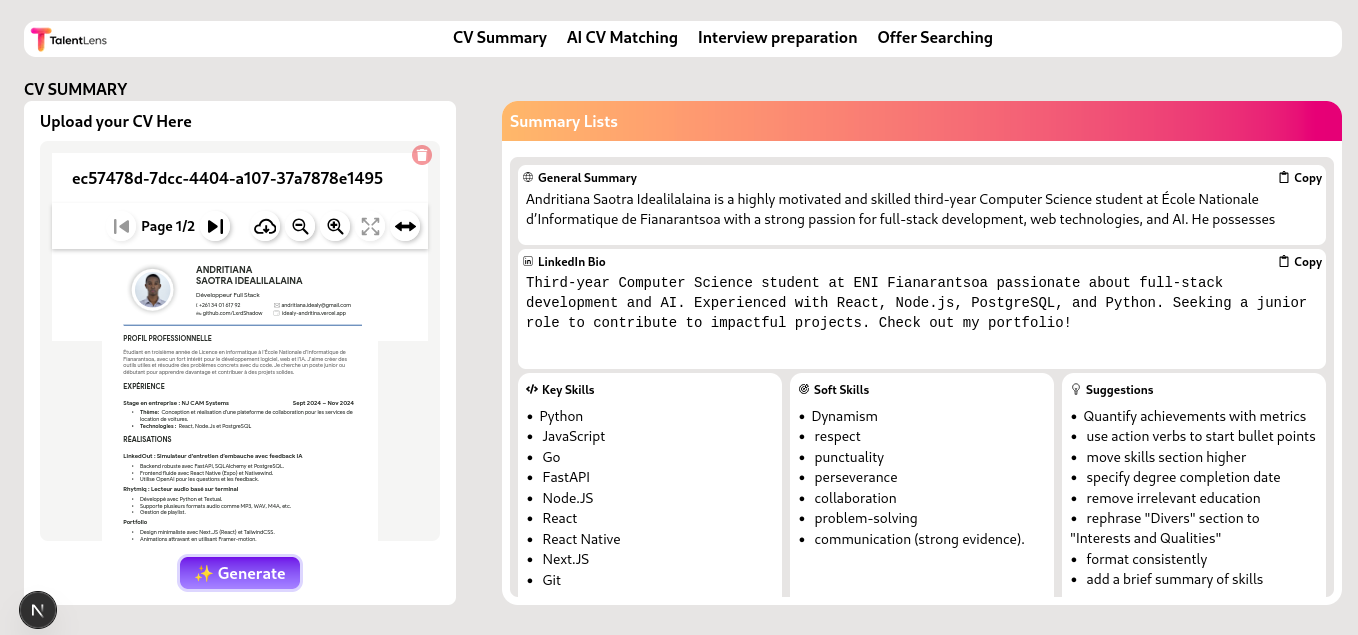 TalentLens
CV Summary
AI CV Matching
Interview preparation
Offer Searching
CV SUMMARY
Upload your CV Here
ec57478d-7dcc-4404-a107-37a7878e1495
Page 1/2
ANDRITIANA
SAOTRA IDEALILALAINA
Développeur Full Stack
+261 34 01 617 92
andritiana.idealy@gmail.com
github.com/LxrdShadow
idealy-andritina.vercel.app
PROFIL PROFESSIONNELLE
Étudiant en troisième année de Licence en informatique à l'École Nationale d'Informatique de
Fianarantsoa, avec un fort intérêt pour le développement logiciel, web et l'IA. J'aime créer des
outils utiles et résoudre des problèmes concrets avec du code. Je cherche un poste junior ou
débutant pour apprendre davantage et contribuer à des projets solides.
EXPÉRIENCE
Stage en entreprise : NJ CAM Systems
Sept 2024 – Nov 2024
• Thème: Conception et réalisation d'une plateforme de collaboration pour les services de
location de voitures.
• Technologies : React, Node.Js et PostgreSQL
RÉALISATIONS
LinkedOut : Simulateur d'entretien d'embauche avec feedback IA
• Backend robuste avec FastAPI, SQLAlchemy et PostgreSQL.
• Frontend fluide avec React Native (Expo) et Nativewind.
• Utilise OpenAI pour les questions et les feedback.
Rhytmiq : Lecteur audio basé sur terminal
• Développé avec Python et Textual.
• Supporte plusieurs formats audio comme MP3, WAV, M4A, etc.
• Gestion de playlist.
Portfolio
• Design minimaliste avec Next.JS (React) et TailwindCSS.
• Animations attrayant en utilisant Framer-motion.
✨ Generate
N
Summary Lists
General Summary
Copy
Andritiana Saotra Idealilalaina is a highly motivated and skilled third-year Computer Science student at École Nationale
d'Informatique de Fianarantsoa with a strong passion for full-stack development, web technologies, and AI. He possesses
LinkedIn Bio
Copy
Third-year Computer Science student at ENI Fianarantsoa passionate about full-stack
development and AI. Experienced with React, Node.js, PostgreSQL, and Python. Seeking a junior
role to contribute to impactful projects. Check out my portfolio!
Key Skills
• Python
• JavaScript
• Go
• FastAPI
• Node.JS
• React
• React Native
• Next.JS
• Git
Soft Skills
• Dynamism
• respect
• punctuality
• perseverance
• collaboration
• problem-solving
• communication (strong evidence).
Suggestions
• Quantify achievements with metrics
• use action verbs to start bullet points
• move skills section higher
• specify degree completion date
• remove irrelevant education
• rephrase "Divers" section to
"Interests and Qualities"
• format consistently
• add a brief summary of skills